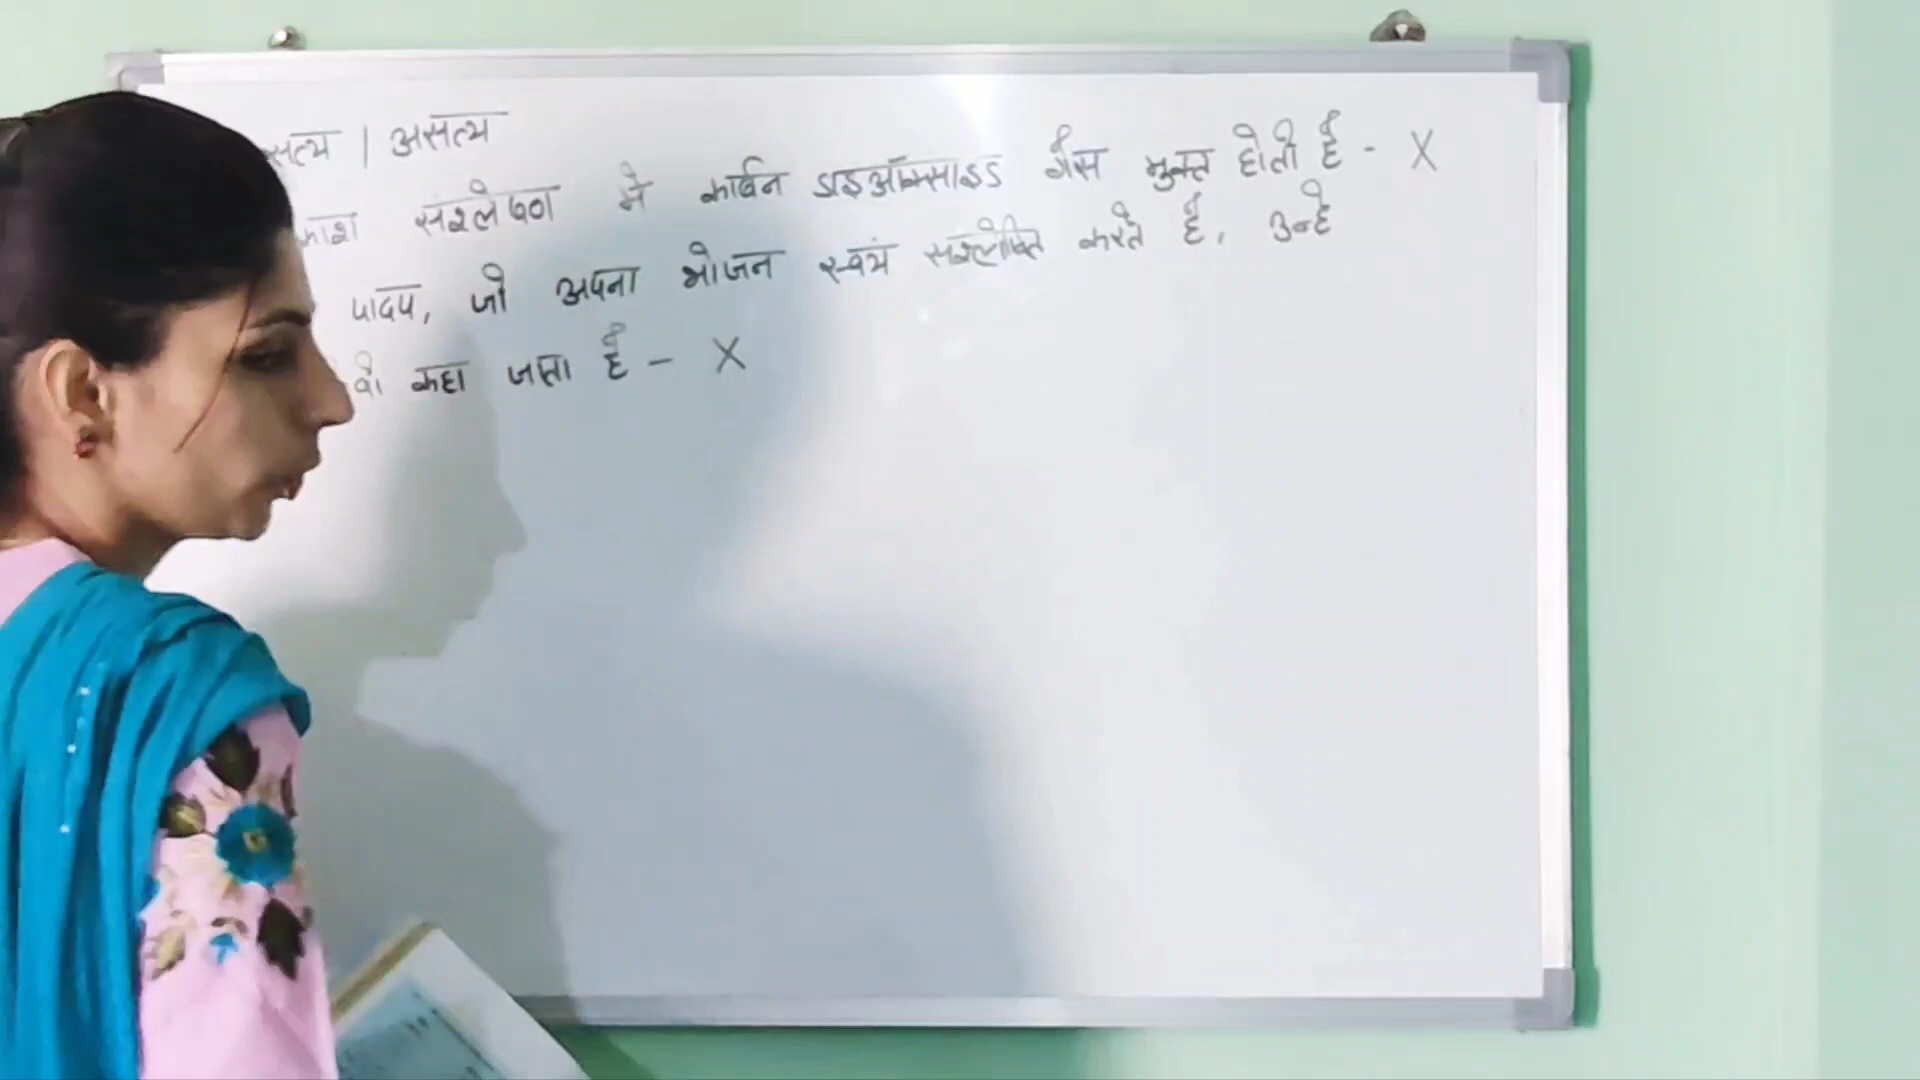 सत्य | असत्य
काश संश्लेषण में कार्बन डाइऑक्साइड गैस मुक्त होती है - X
पादप, जो अपना भोजन स्वयं संश्लेषित करते हैं, उन्हें
कहा जाता है - X